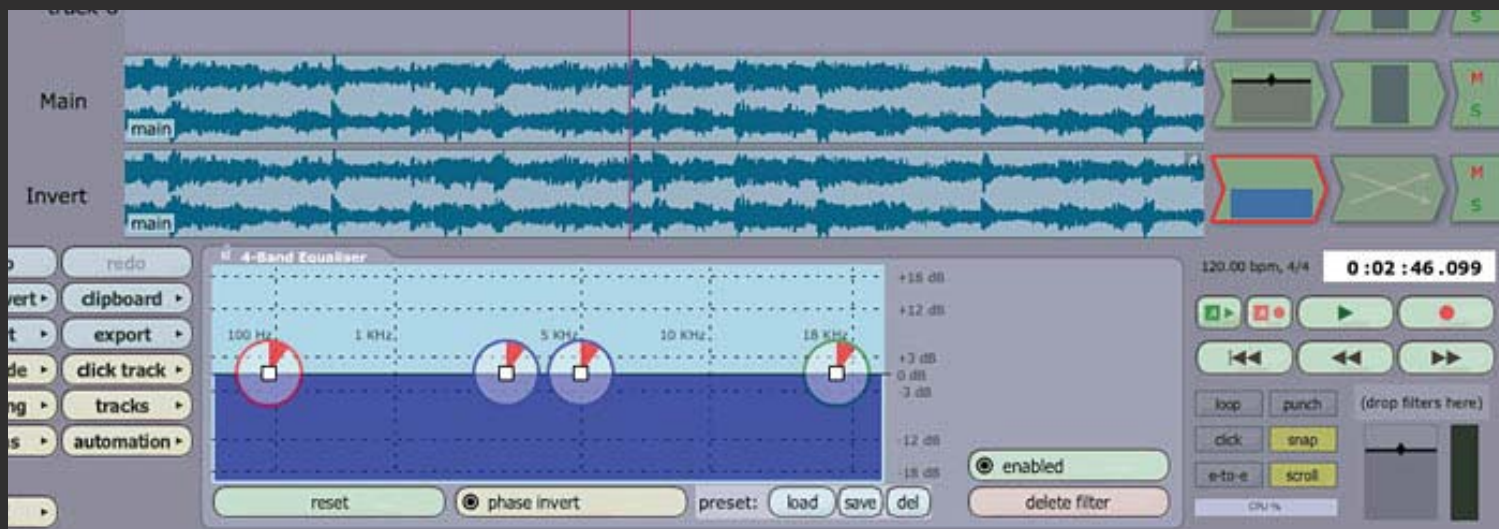 Main
main
M
S
Invert
main
M
S
redo
clipboard
export
click track
tracks
automation
4-Band Equaliser
100 Hz
1 KHz
5 KHz
10 KHz
18 KHz
+18 dB
+12 dB
+3 dB
0 dB
-3 dB
-12 dB
-18 dB
reset
phase invert
preset:
load
save
del
enabled
delete filter
120.00 bpm, 4/4
0:02:46.099
loop
punch
click
snap
e-to-e
scroll
CPU %
(drop filters here)